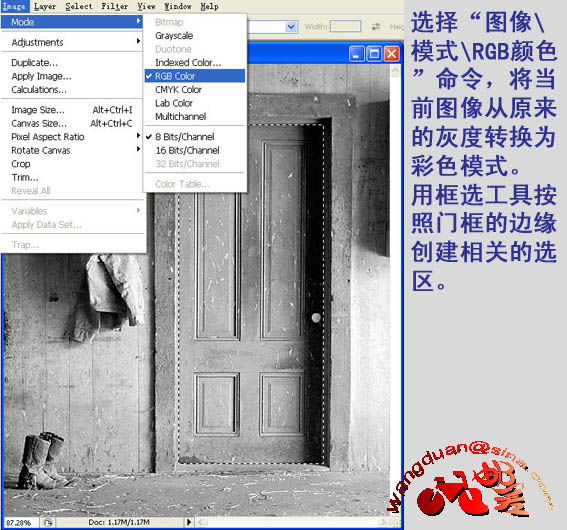 Image Layer Select Filter View Window Help
Mode
Adjustments
Duplicate...
Apply Image...
Calculations...
Image Size... Alt+Ctrl+I
Canvas Size... Alt+Ctrl+C
Pixel Aspect Ratio
Rotate Canvas
Crop
Trim...
Reveal All
Variables
Apply Data Set...
Trap...
Bitmap
Grayscale
Duotone
Indexed Color...
RGB Color
CMYK Color
Lab Color
Multichannel
8 Bits/Channel
16 Bits/Channel
32 Bits/Channel
Color Table...
Width:
87.28%
Doc: 1.17M/1.17M
选择“图像\
模式\RGB颜色
”命令，将当
前图像从原来
的灰度转换为
彩色模式。
用框选工具按
照门框的边缘
创建相关的选
区。
wangduan@sina.com